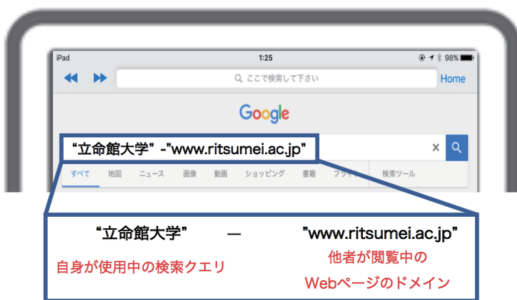 iPad 1:25 98%
ここで検索して下さい Home
Google
"立命館大学" -"www.ritsumei.ac.jp" ×
すべて 地図 ニュース 画像 動画 ショッピング 書籍 検索ツール
"立命館大学" — "www.ritsumei.ac.jp"
自身が使用中の検索クエリ
他者が閲覧中の
Webページのドメイン